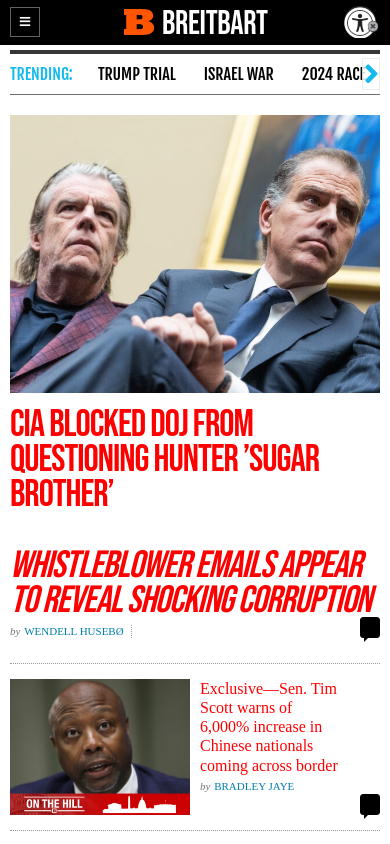 BREITBART
TRENDING:
TRUMP TRIAL
ISRAEL WAR
2024 RAC
CIA BLOCKED DOJ FROM
QUESTIONING HUNTER ’SUGAR
BROTHER’
WHISTLEBLOWER EMAILS APPEAR
TO REVEAL SHOCKING CORRUPTION
by WENDELL HUSEBØ
Exclusive—Sen. Tim
Scott warns of
6,000% increase in
Chinese nationals
coming across border
by BRADLEY JAYE
ON THE HILL